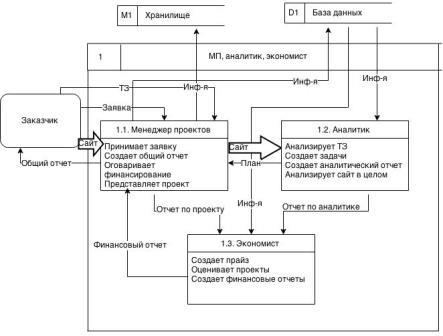 M1 Хранилище
D1 База данных
1 МП, аналитик, экономист
Инф-я
ТЗ
Инф-я
Инф-я
Заявка
Заказчик
1.1. Менеджер проектов
1.2. Аналитик
Сайт
Сайт
Принимает заявку
Создает общий отчет
Оговаривает
финансирование
Представляет проект
Анализирует ТЗ
Создает задачи
Создает аналитический отчет
Анализирует сайт в целом
Общий отчет
План
Инф-я
Отчет по проекту
Отчет по аналитике
Финансовый отчет
1.3. Экономист
Создает прайз
Оценивает проекты
Создает финансовые отчеты